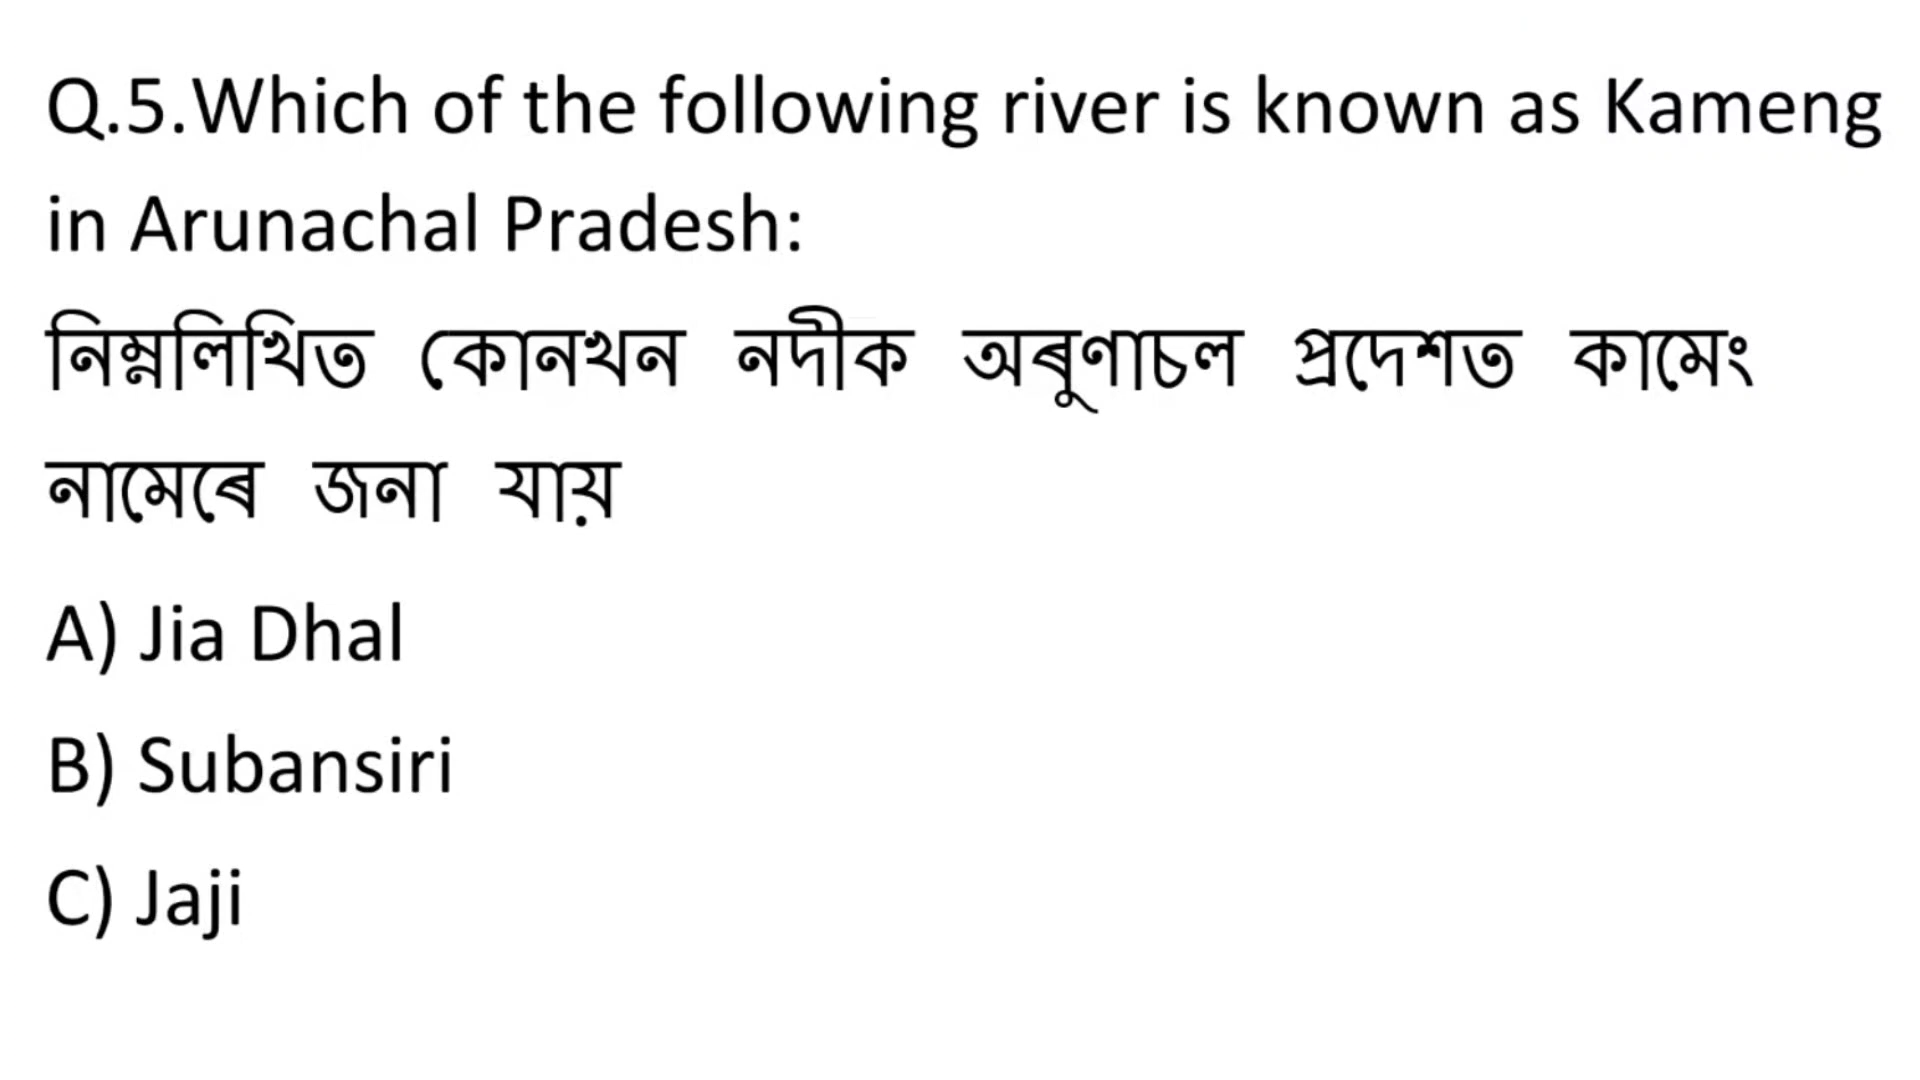 Q.5.Which of the following river is known as Kameng
in Arunachal Pradesh:
নিম্নলিখিত কোনখন নদীক অৰুণাচল প্ৰদেশত কামেং
নামেৰে জনা যায়
A) Jia Dhal
B) Subansiri
C) Jaji